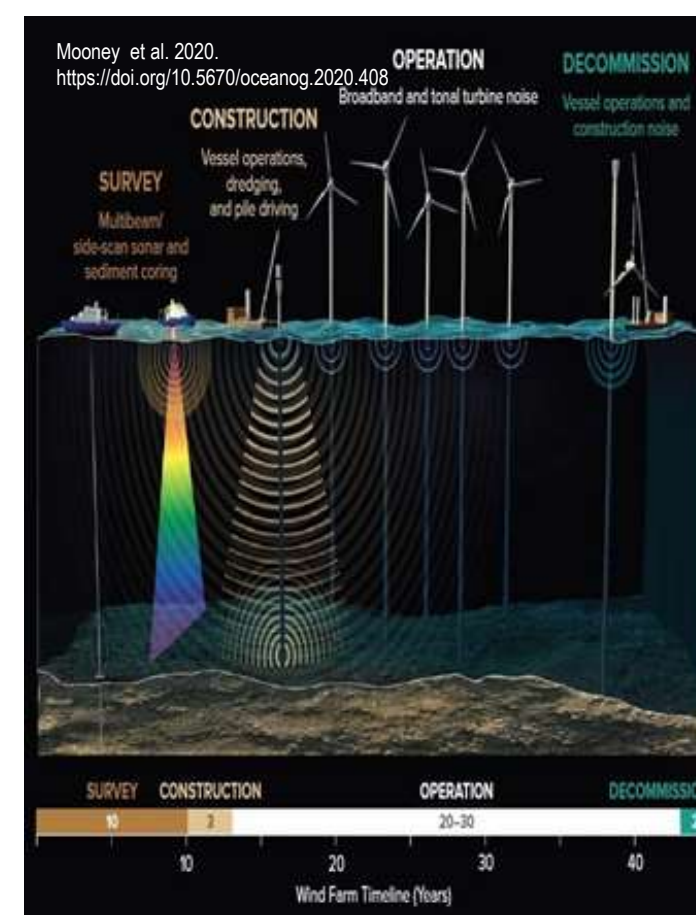 Mooney et al. 2020.
https://doi.org/10.5670/oceanog.2020.408
OPERATION
Broadband and tonal turbine noise
DECOMMISSION
Vessel operations and
construction noise
CONSTRUCTION
Vessel operations,
dredging,
and pile driving
SURVEY
Multibeam/
side-scan sonar and
sediment coring
SURVEY CONSTRUCTION OPERATION DECOMMISSIO
10 3 20–30
10 20 30 40
Wind Farm Timeline (Years)